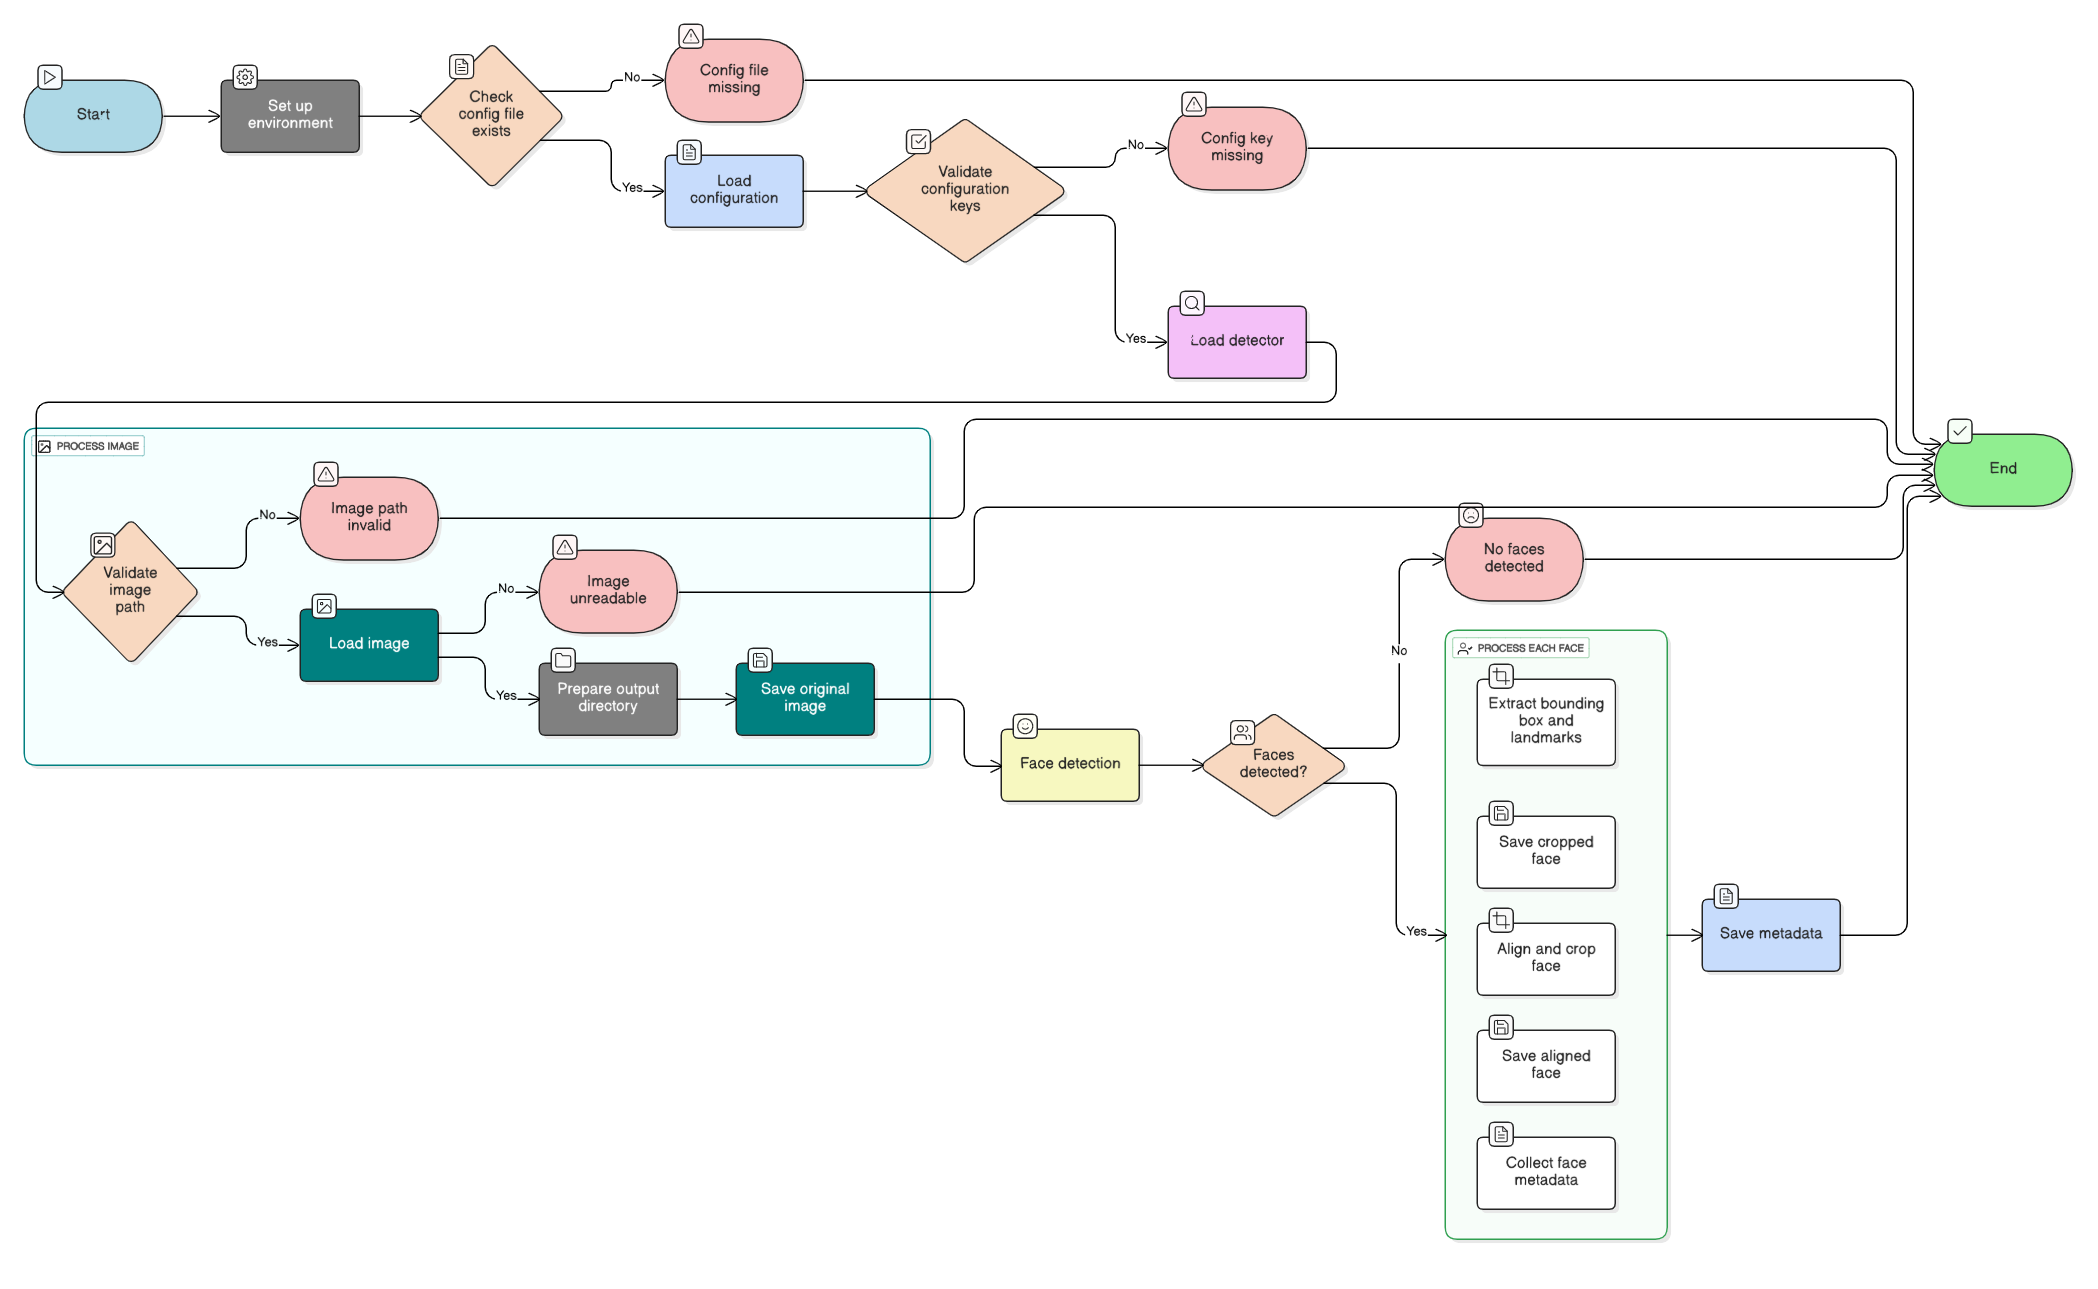 Start
Set up
environment
Check
config file
exists
No
Config file
missing
Yes
Load
configuration
Validate
configuration
keys
No
Config key
missing
Yes
Load detector
End
PROCESS IMAGE
Validate
image
path
No
Image path
invalid
Yes
Load image
No
Image
unreadable
Yes
Prepare output
directory
Save original
image
Face detection
Faces
detected?
No
No faces
detected
Yes
PROCESS EACH FACE
Extract bounding
box and
landmarks
Save cropped
face
Align and crop
face
Save aligned
face
Collect face
metadata
Save metadata